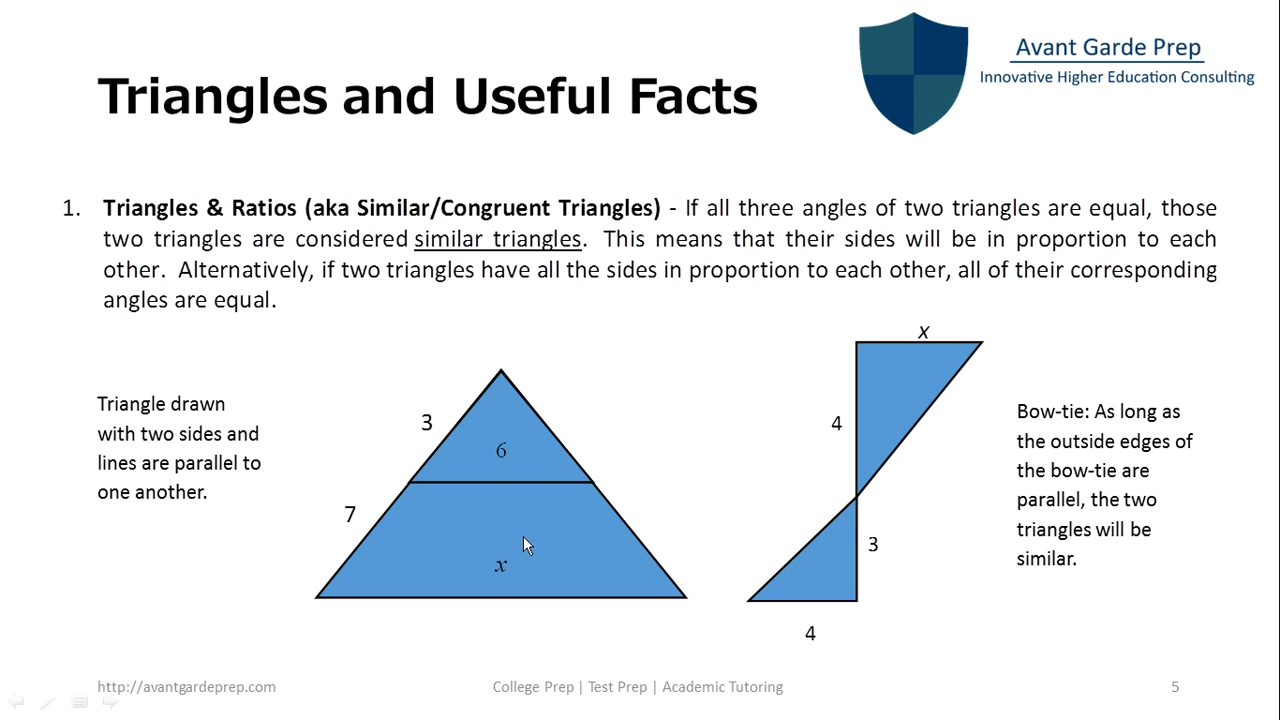 Avant Garde Prep
Innovative Higher Education Consulting
Triangles and Useful Facts
1. Triangles & Ratios (aka Similar/Congruent Triangles) - If all three angles of two triangles are equal, those
two triangles are considered similar triangles. This means that their sides will be in proportion to each
other. Alternatively, if two triangles have all the sides in proportion to each other, all of their corresponding
angles are equal.
Triangle drawn
with two sides and
lines are parallel to
one another.
3
6
7
x
x
4
3
4
Bow-tie: As long as
the outside edges of
the bow-tie are
parallel, the two
triangles will be
similar.
http://avantgardeprep.com
College Prep | Test Prep | Academic Tutoring
5